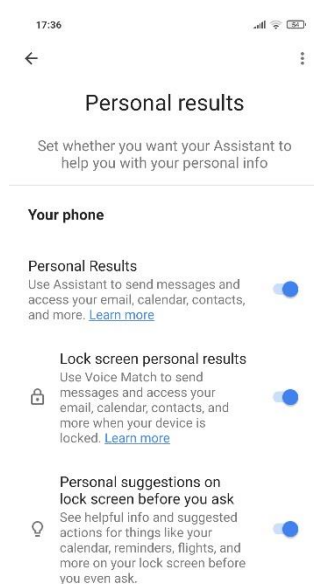 17:36
54
Personal results
Set whether you want your Assistant to
help you with your personal info
Your phone
Personal Results
Use Assistant to send messages and
access your email, calendar, contacts,
and more. Learn more
Lock screen personal results
Use Voice Match to send
messages and access your
email, calendar, contacts, and
more when your device is
locked. Learn more
Personal suggestions on
lock screen before you ask
See helpful info and suggested
actions for things like your
calendar, reminders, flights, and
more on your lock screen before
you even ask.